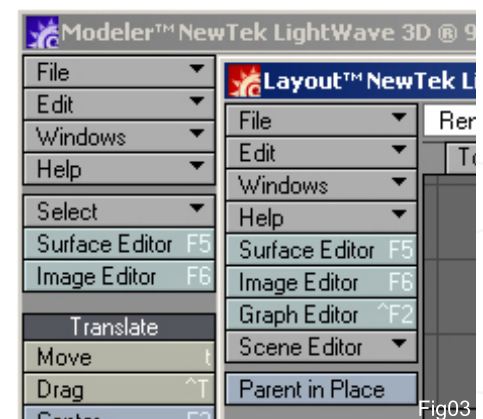 Modeler™ NewTek LightWave 3D ® 9
File
Edit
Windows
Help
Select
Surface Editor F5
Image Editor F6
Translate
Move t
Drag ^T
Layout™ NewTek Li
File
Edit
Windows
Help
Surface Editor F5
Image Editor F6
Graph Editor ^F2
Scene Editor
Parent in Place
Ren
Fig03